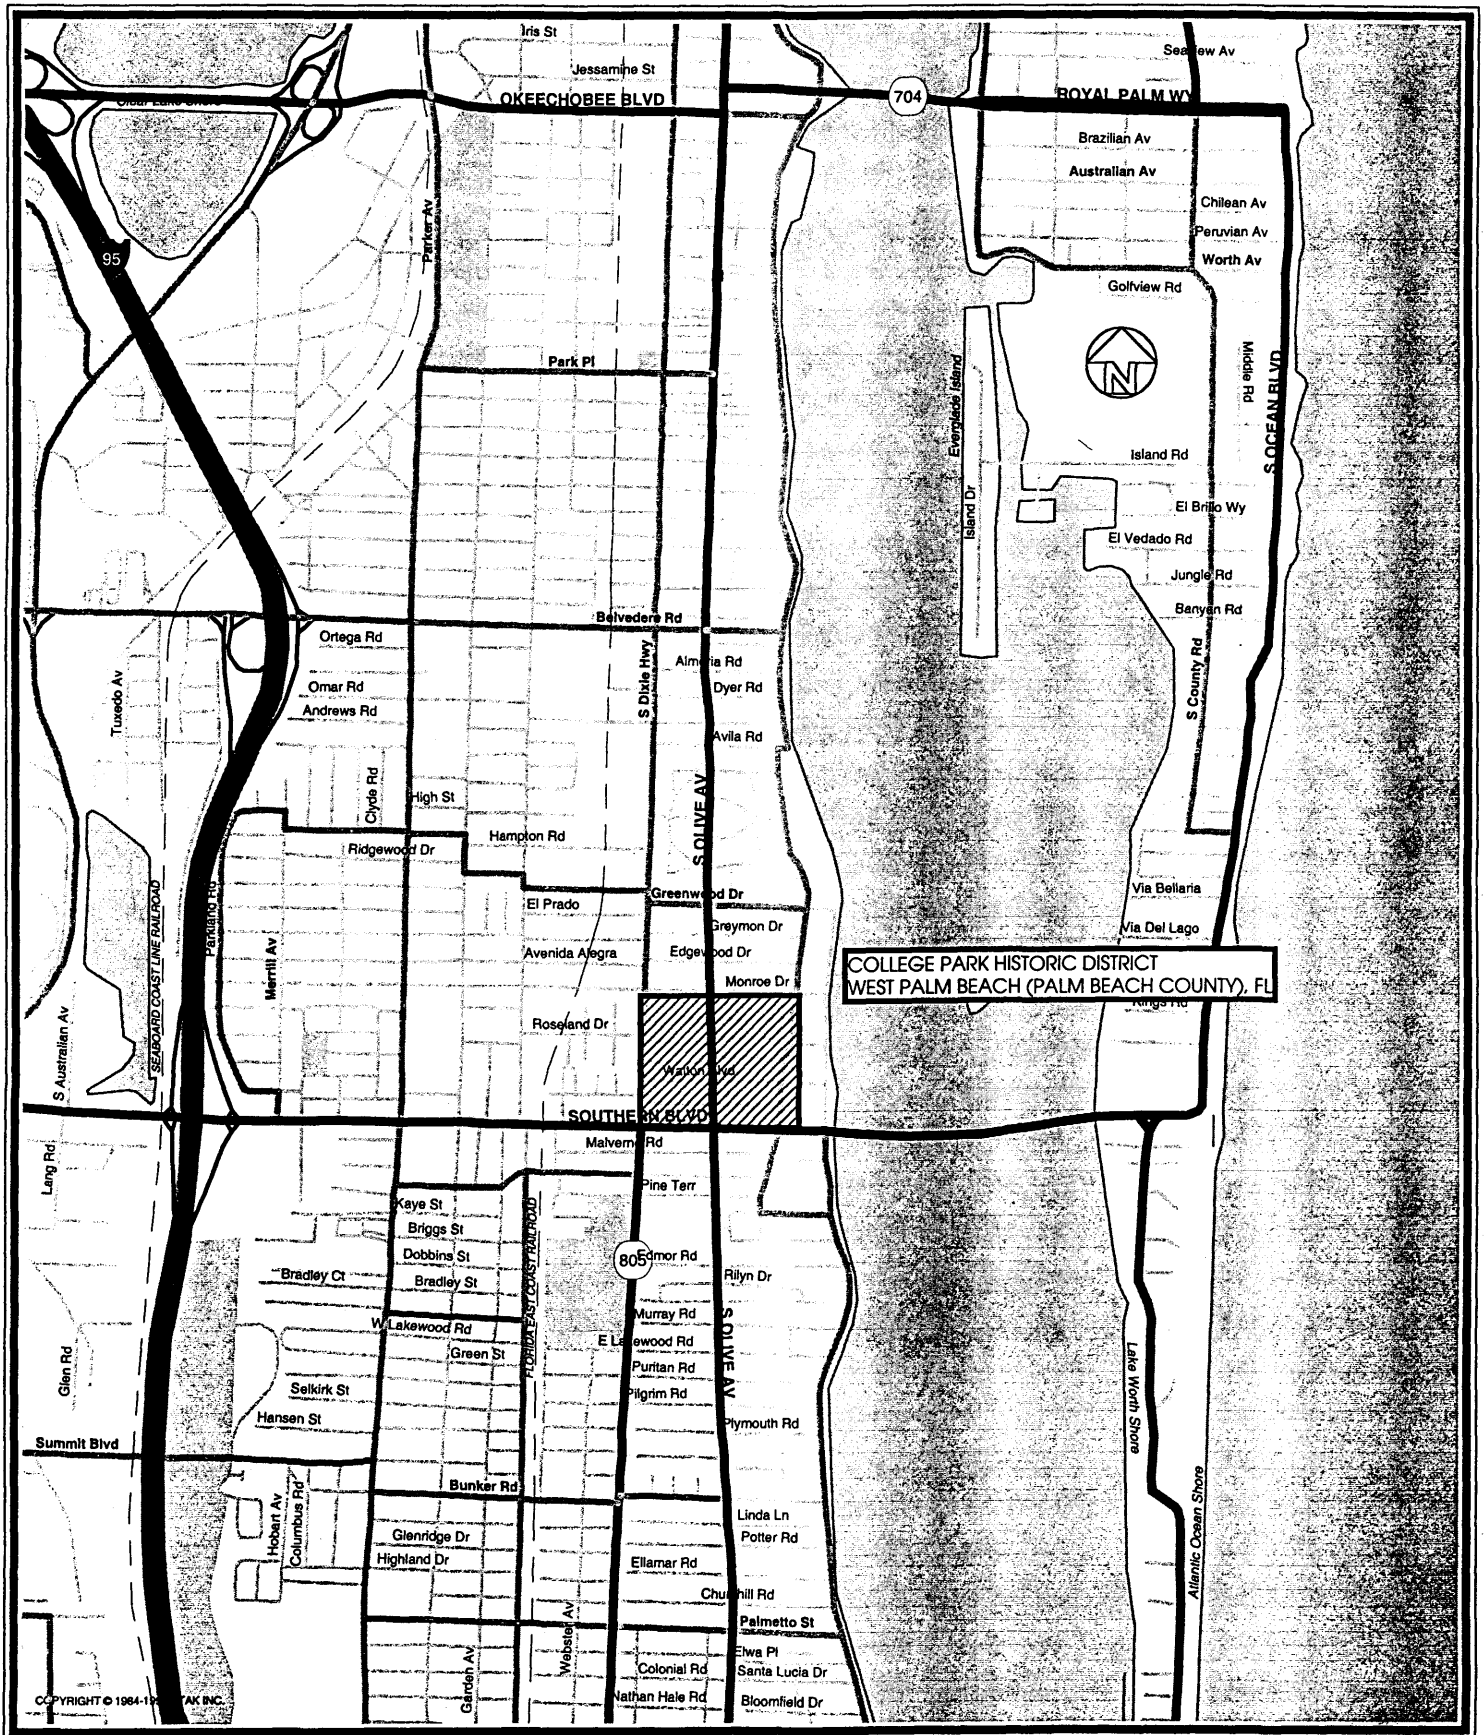 Iris St
Seaview Av
Jessamine St
OKEECHOBEE BLVD
704
ROYAL PALM WY
Clear Lake Shore
Brazilian Av
Australian Av
Chilean Av
Parker Av
Peruvian Av
95
Worth Av
Golfview Rd
N
Middle Rd
S OCEAN BLVD
Park Pl
Everglade Island
Island Rd
Island Dr
El Brillo Wy
El Vedado Rd
Jungle Rd
Banyan Rd
Belvedere Rd
Ortega Rd
S County Rd
Almeria Rd
S Dixie Hwy
Tuxedo Av
Omar Rd
Dyer Rd
Andrews Rd
Avila Rd
Clyde Rd
High St
S OLIVE AV
Hampton Rd
Ridgewood Dr
Via Bellaria
Greenwood Dr
El Prado
SEABOARD COAST LINE RAILROAD
Parkland Rd
Greymon Dr
Via Del Lago
Merrill Av
Avenida Alegra
Edgewood Dr
COLLEGE PARK HISTORIC DISTRICT
WEST PALM BEACH (PALM BEACH COUNTY), FL
Monroe Dr
Kings Rd
Roseland Dr
S Australian Av
SOUTHERN BLVD
Malverne Rd
Lang Rd
Pine Terr
Kaye St
Briggs St
FLORIDA EAST COAST RAILROAD
Dobbins St
805
Edmor Rd
Bradley Ct
Bradley St
Rilyn Dr
Murray Rd
W Lakewood Rd
E Lakewood Rd
S OLIVE AV
Green St
Puritan Rd
Glen Rd
Selkirk St
Pilgrim Rd
Lake Worth Shore
Hansen St
Plymouth Rd
Summit Blvd
Bunker Rd
Hobart Av
Columbus Rd
Linda Ln
Glenridge Dr
Potter Rd
Atlantic Ocean Shore
Highland Dr
Ellamar Rd
Churchill Rd
Palmetto St
Webster Av
Elwa Pl
Garden Av
Colonial Rd
Santa Lucia Dr
Nathan Hale Rd
Bloomfield Dr
COPYRIGHT © 1984-19 TAK INC.